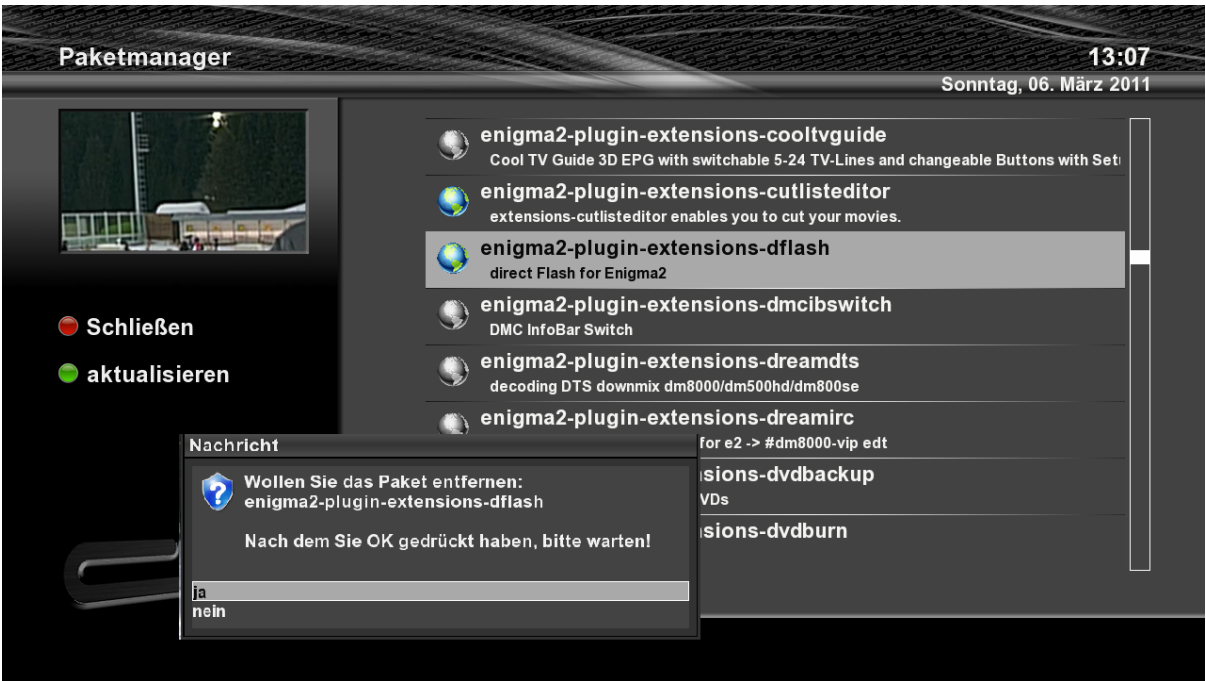 Paketmanager
13:07
Sonntag, 06. März 2011
enigma2-plugin-extensions-cooltvguide
Cool TV Guide 3D EPG with switchable 5-24 TV-Lines and changeable Buttons with
enigma2-plugin-extensions-cutlisteditor
extensions-cutlisteditor enables you to cut your movies.
enigma2-plugin-extensions-dflash
direct Flash for Enigma2
enigma2-plugin-extensions-dmcibswitch
DMC InfoBar Switch
enigma2-plugin-extensions-dreamdts
decoding DTS downmix dm8000/dm500hd/dm800se
enigma2-plugin-extensions-dreamirc
for e2 -> #dm8000-vip edt
sions-dvdbackup
VDs
sions-dvdburn
Schließen
aktualisieren
Nachricht
Wollen Sie das Paket entfernen:
enigma2-plugin-extensions-dflash
Nach dem Sie OK gedrückt haben, bitte warten!
ja
nein